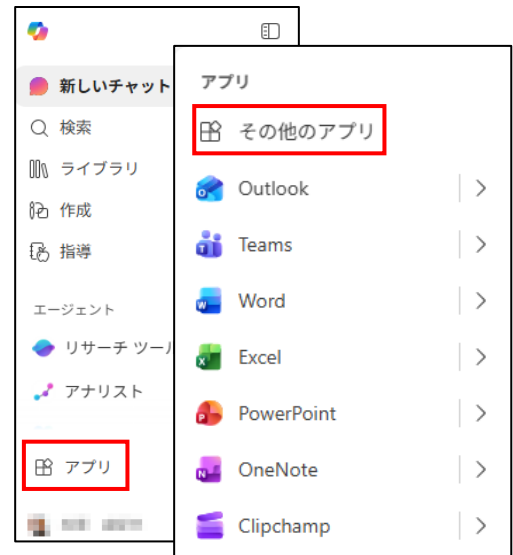 新しいチャット
検索
ライブラリ
作成
指導
エージェント
リサーチ ツー
アナリスト
アプリ
アプリ
その他のアプリ
Outlook
Teams
Word
Excel
PowerPoint
OneNote
Clipchamp